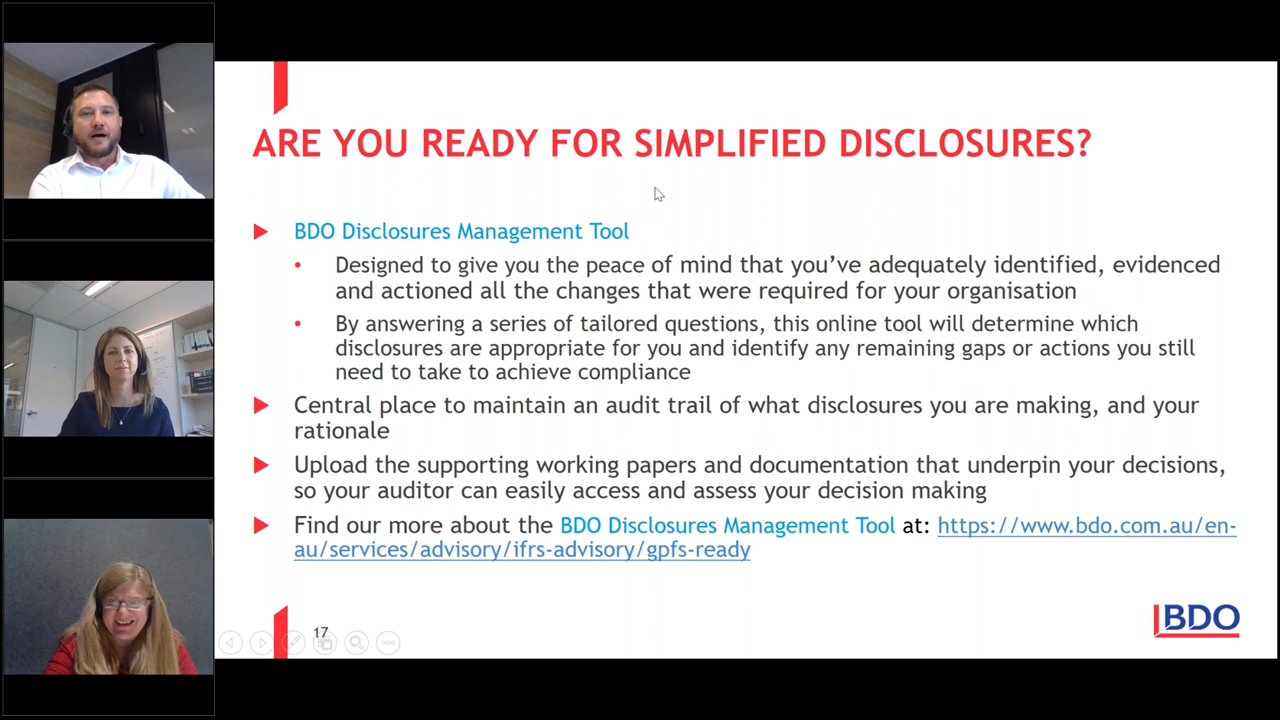 ARE YOU READY FOR SIMPLIFIED DISCLOSURES?
BDO Disclosures Management Tool
Designed to give you the peace of mind that you've adequately identified, evidenced
and actioned all the changes that were required for your organisation
By answering a series of tailored questions, this online tool will determine which
disclosures are appropriate for you and identify any remaining gaps or actions you still
need to take to achieve compliance
Central place to maintain an audit trail of what disclosures you are making, and your
rationale
Upload the supporting working papers and documentation that underpin your decisions,
so your auditor can easily access and assess your decision making
Find our more about the BDO Disclosures Management Tool at: https://www.bdo.com.au/en-
au/services/advisory/ifrs-advisory/gpfs-ready
17
BDO